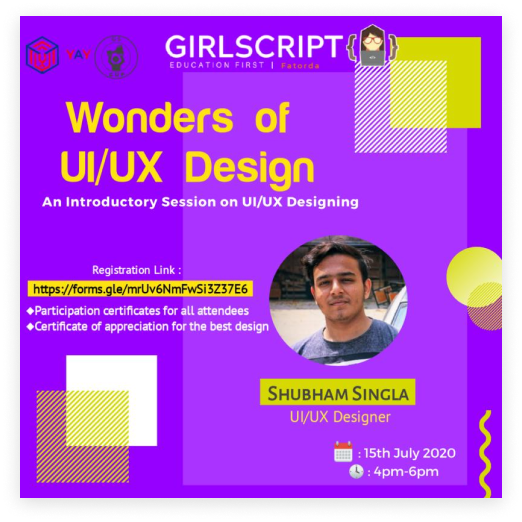 YAY
GIRLSCRIPT
EDUCATION FIRST | Fatorda
Wonders of
UI/UX Design
An Introductory Session on UI/UX Designing
Registration Link :
https://forms.gle/mrUv6NmFwSi3Z37E6
◆Participation certificates for all attendees
◆Certificate of appreciation for the best design
SHUBHAM SINGLA
UI/UX Designer
: 15th July 2020
: 4pm-6pm